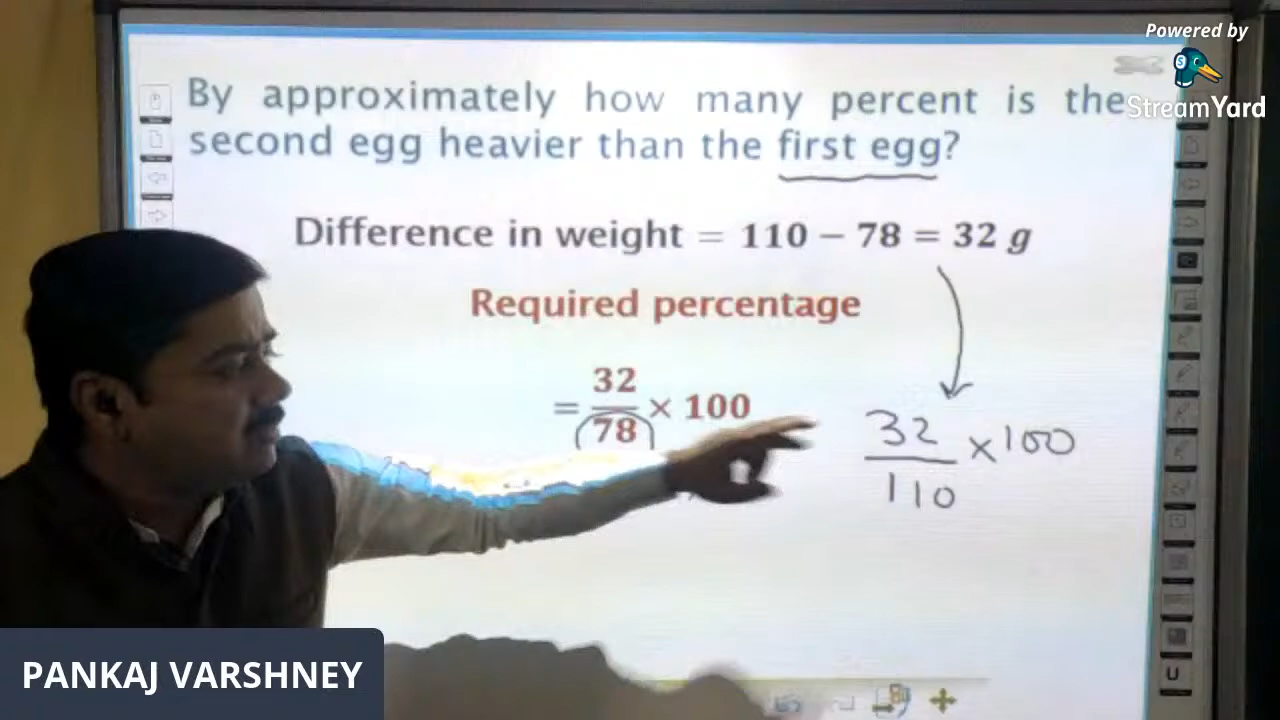 Powered by
StreamYard
By approximately how many percent is the
second egg heavier than the first egg?
Difference in weight = 110 − 78 = 32 g
Required percentage
= 32/78 × 100
32/110 × 100
PANKAJ VARSHNEY
U